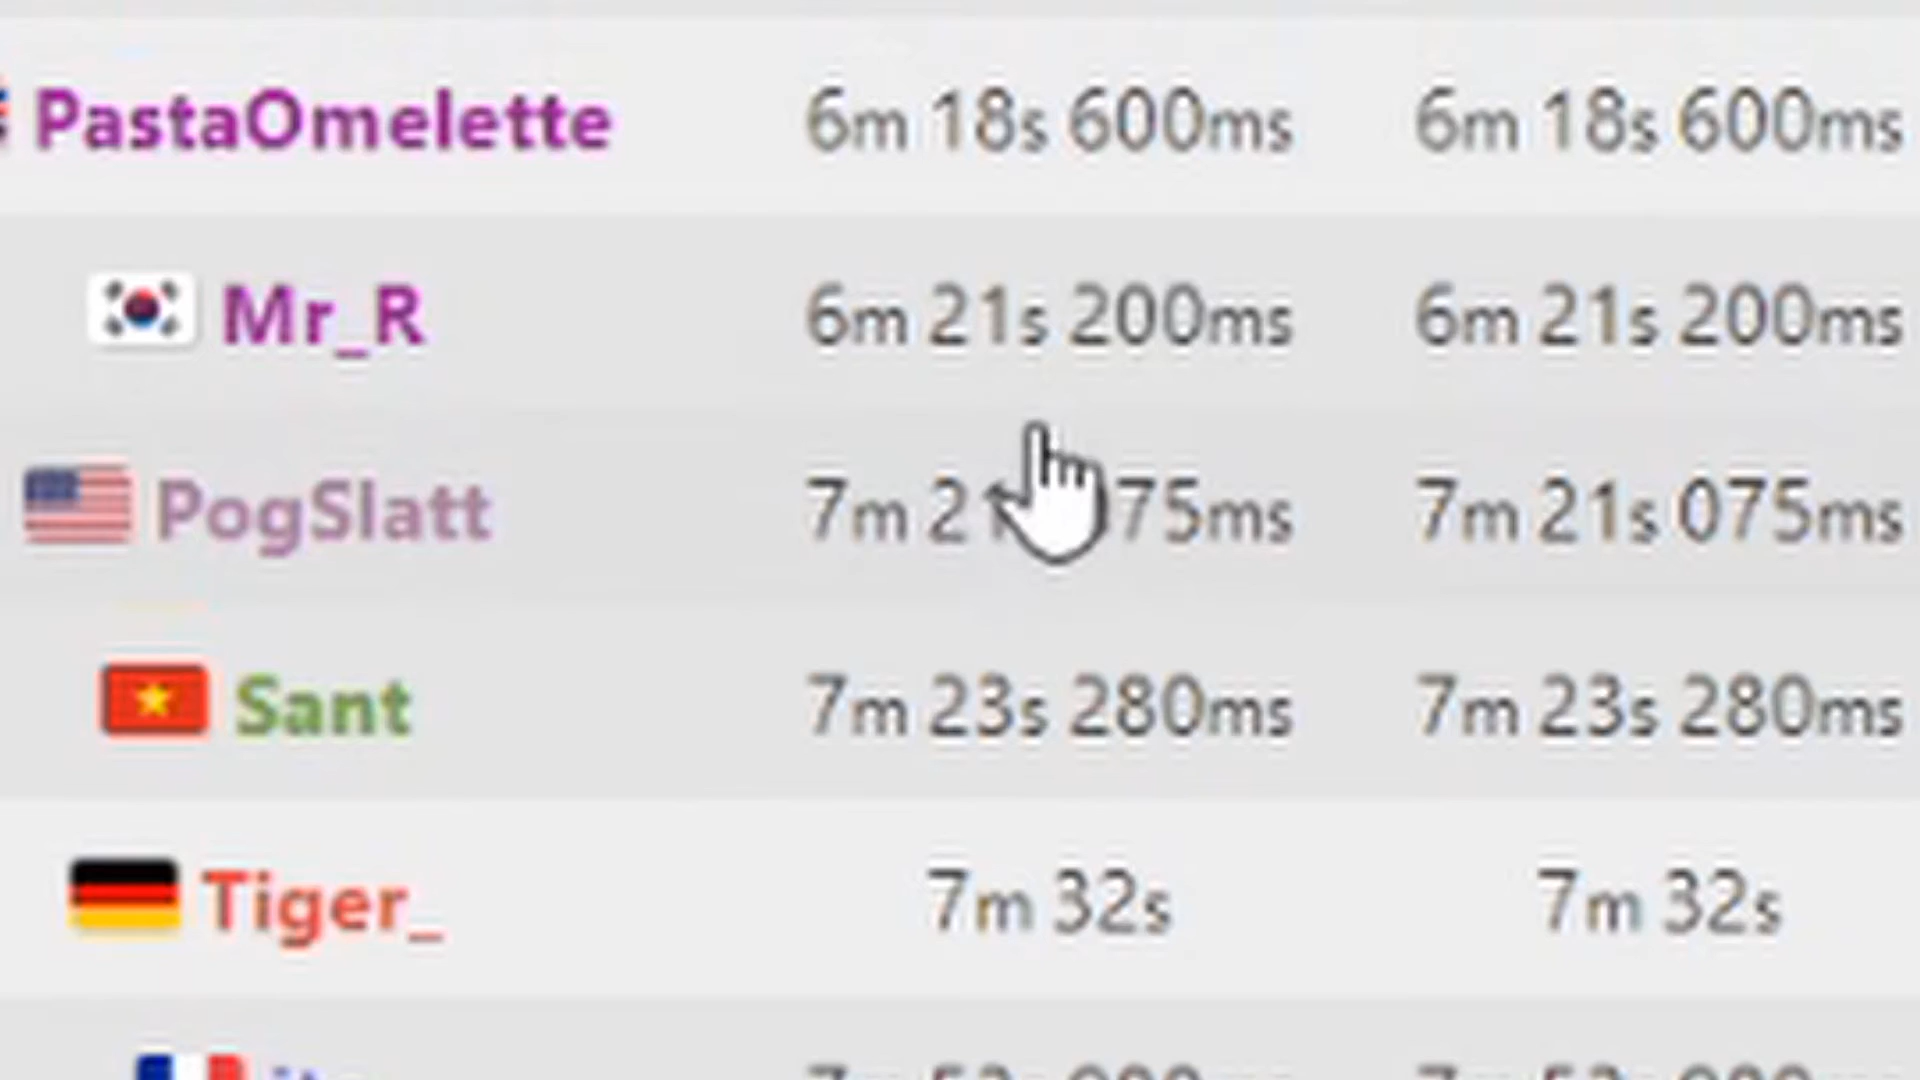 PastaOmelette 6m 18s 600ms 6m 18s 600ms
Mr_R 6m 21s 200ms 6m 21s 200ms
PogSlatt 7m 2 75ms 7m 21s 075ms
Sant 7m 23s 280ms 7m 23s 280ms
Tiger_ 7m 32s 7m 32s